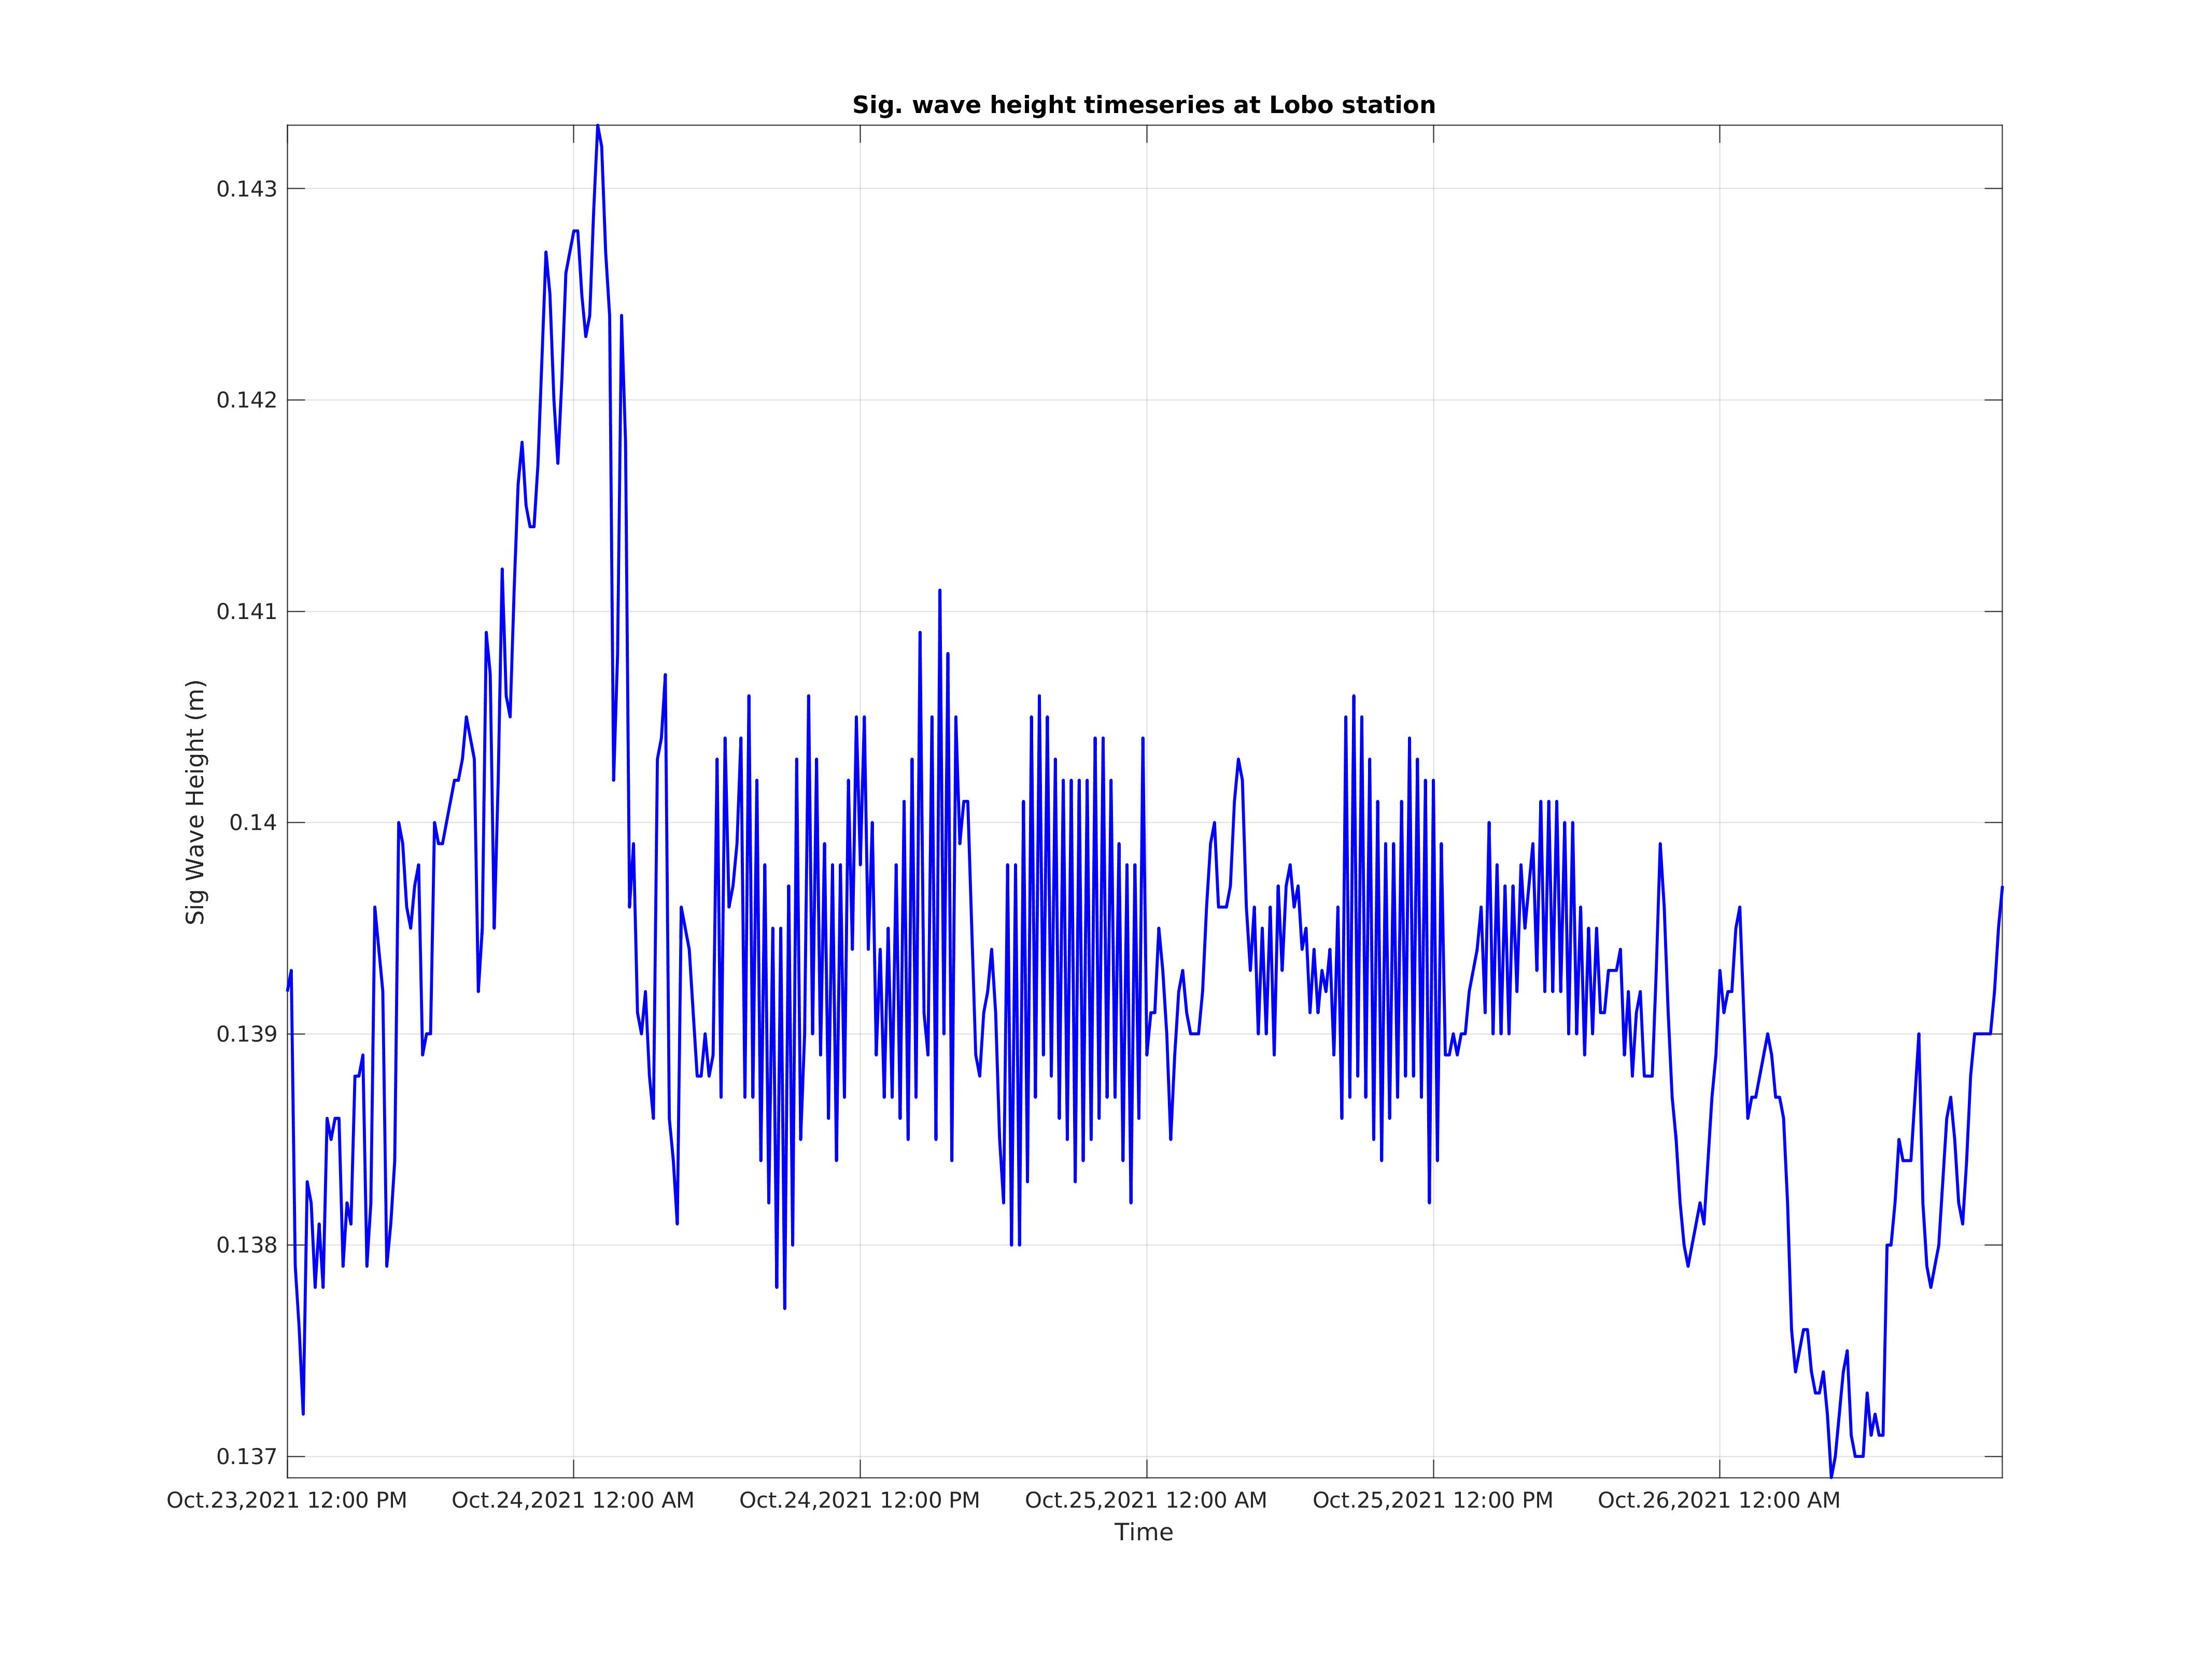 Sig. wave height timeseries at Lobo station
0.143
0.142
0.141
0.14
0.139
0.138
0.137
Sig Wave Height (m)
Oct.23,2021 12:00 PM
Oct.24,2021 12:00 AM
Oct.24,2021 12:00 PM
Oct.25,2021 12:00 AM
Oct.25,2021 12:00 PM
Oct.26,2021 12:00 AM
Time